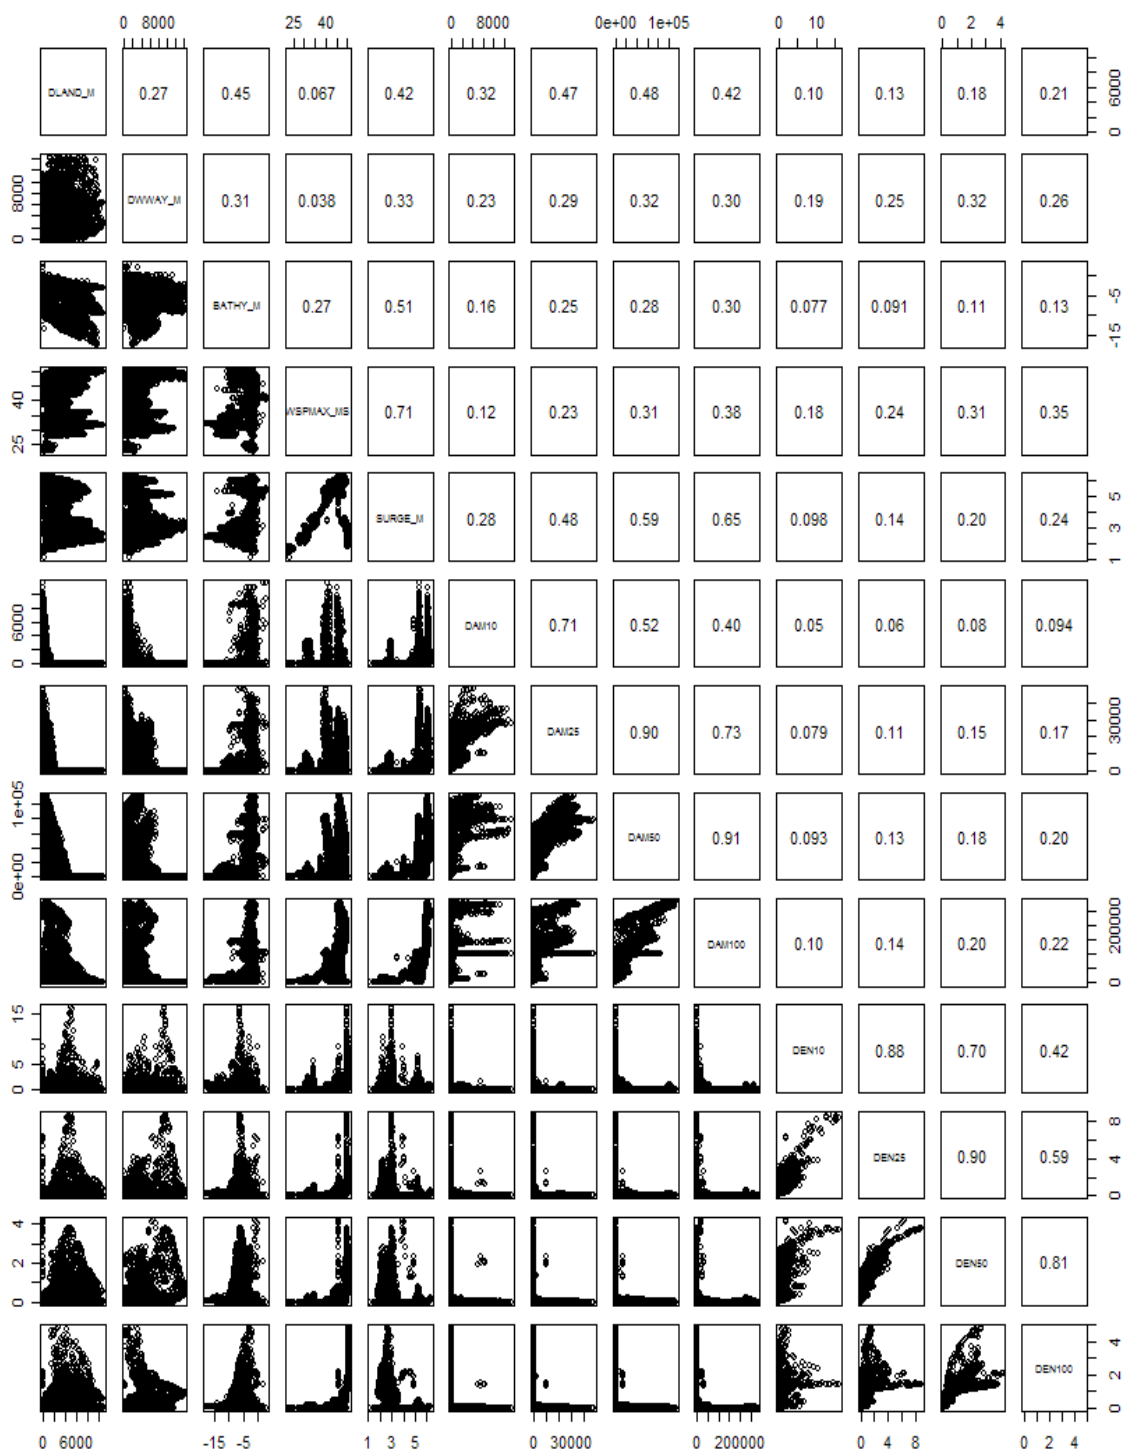 0 8000 25 40 0 8000 0e+00 1e+05 0 10 0 2 4
DLAND_M 0.27 0.45 0.067 0.42 0.32 0.47 0.48 0.42 0.10 0.13 0.18 0.21 0 6000
0 8000 DWWAY_M 0.31 0.038 0.33 0.23 0.29 0.32 0.30 0.19 0.25 0.32 0.26
BATHY_M 0.27 0.51 0.16 0.25 0.28 0.30 0.077 0.091 0.11 0.13 -15 -5
25 40 WSPMAX_MS 0.71 0.12 0.23 0.31 0.38 0.18 0.24 0.31 0.35
SURGE_M 0.28 0.48 0.59 0.65 0.098 0.14 0.20 0.24 1 3 5
0 6000 DAM10 0.71 0.52 0.40 0.05 0.06 0.08 0.094
DAM25 0.90 0.73 0.079 0.11 0.15 0.17 0 30000
0e+00 1e+05 DAM50 0.91 0.093 0.13 0.18 0.20
DAM100 0.10 0.14 0.20 0.22 0 200000
0 5 15 DEN10 0.88 0.70 0.42
DEN25 0.90 0.59 0 4 8
0 2 4 DEN50 0.81
DEN100 0 2 4
0 6000 -15 -5 1 3 5 0 30000 0 200000 0 4 8 0 2 4